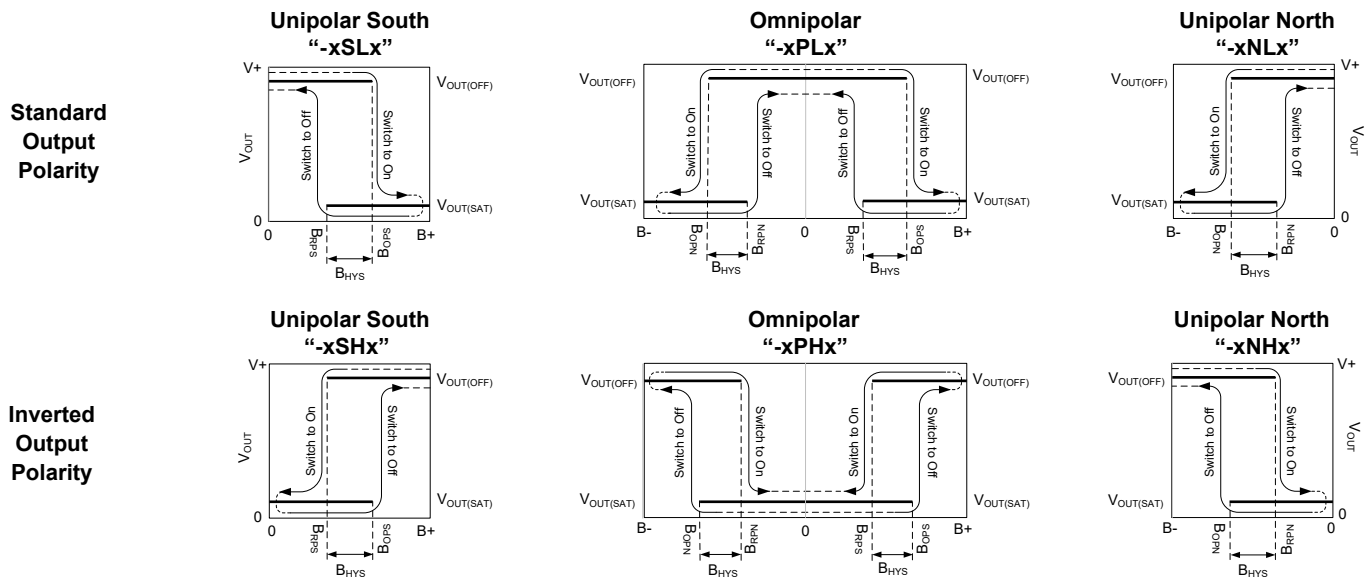 Unipolar South
“-xSLx”
Omnipolar
“-xPLx”
Unipolar North
“-xNLx”
Standard
Output
Polarity
V+
VOUT
0
0
B+
VOUT(OFF)
VOUT(SAT)
Switch to Off
Switch to On
BRPS
BOPS
BHYS
VOUT(OFF)
VOUT(SAT)
Switch to On
Switch to Off
Switch to Off
Switch to On
VOUT(OFF)
VOUT(SAT)
B-
BOPN
BRPN
0
BRPS
BOPS
B+
BHYS
BHYS
VOUT(OFF)
VOUT(SAT)
Switch to On
Switch to Off
V+
VOUT
0
B-
BOPN
BRPN
0
BHYS
Unipolar South
“-xSHx”
Omnipolar
“-xPHx”
Unipolar North
“-xNHx”
Inverted
Output
Polarity
V+
VOUT
0
0
B+
VOUT(OFF)
VOUT(SAT)
Switch to On
Switch to Off
BRPS
BOPS
BHYS
VOUT(OFF)
VOUT(SAT)
Switch to Off
Switch to On
Switch to On
Switch to Off
VOUT(OFF)
VOUT(SAT)
B-
BOPN
BRPN
0
BRPS
BOPS
B+
BHYS
BHYS
VOUT(OFF)
VOUT(SAT)
Switch to Off
Switch to On
V+
VOUT
0
B-
BOPN
BRPN
0
BHYS